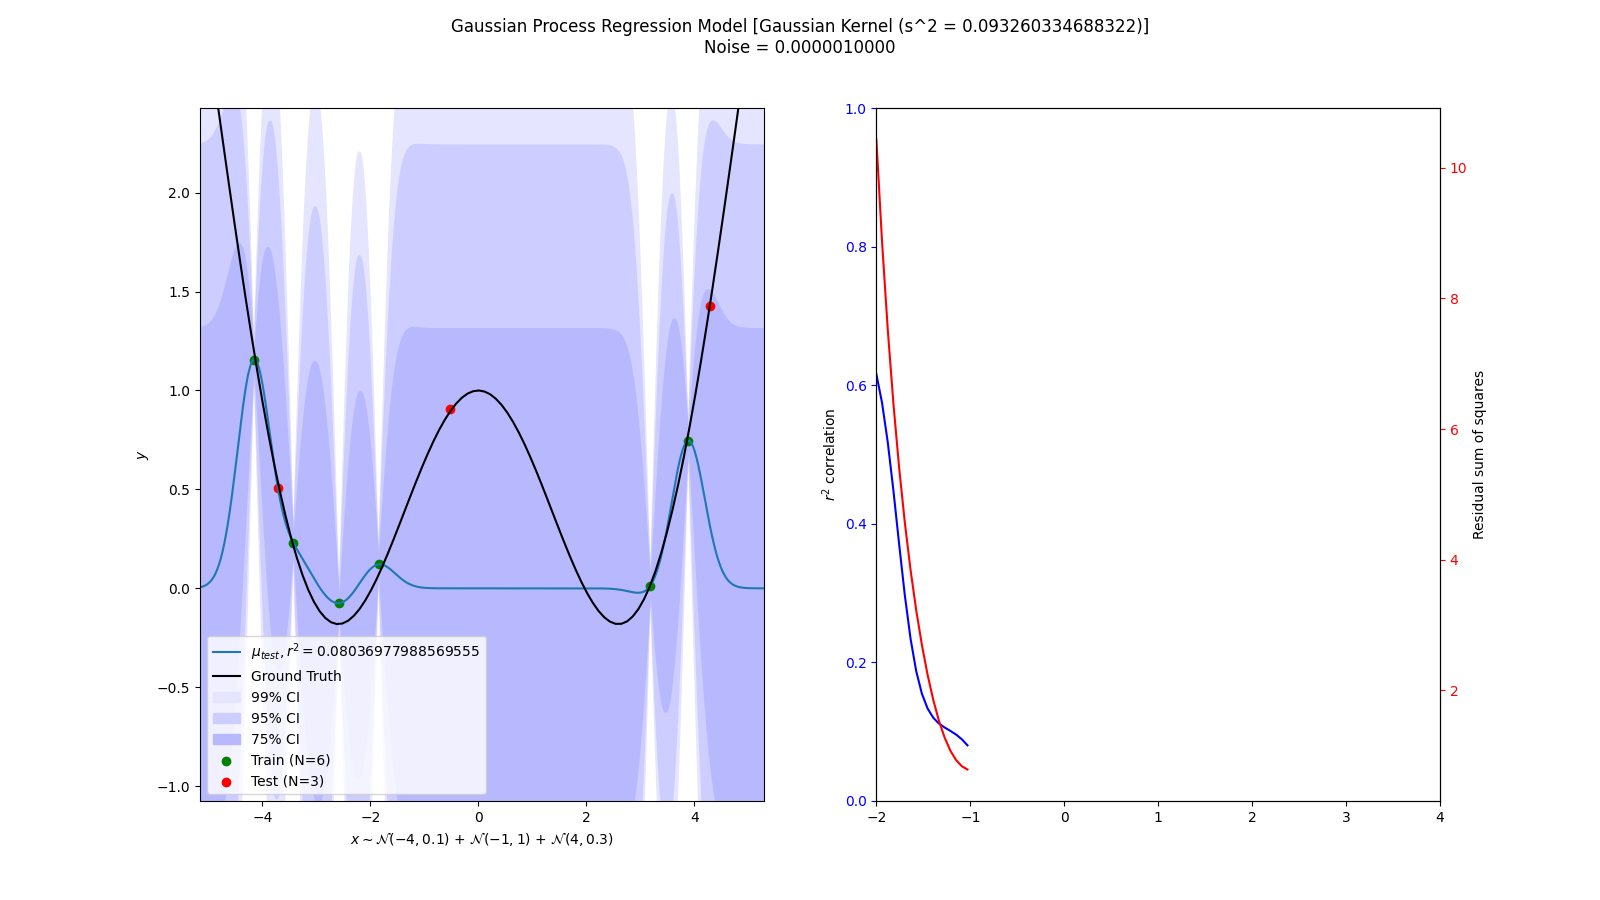 Gaussian Process Regression Model [Gaussian Kernel (s^2 = 0.093260334688322)]
Noise = 0.0000010000
2.0
1.5
1.0
0.5
0.0
−0.5
−1.0
y
−4
−2
0
2
4
x ~ 𝒩(−4, 0.1) + 𝒩(−1, 1) + 𝒩(4, 0.3)
μ_test, r² = 0.08036977988569555
Ground Truth
99% CI
95% CI
75% CI
Train (N=6)
Test (N=3)
1.0
0.8
0.6
0.4
0.2
0.0
r² correlation
−2
−1
0
1
2
3
4
10
8
6
4
2
Residual sum of squares